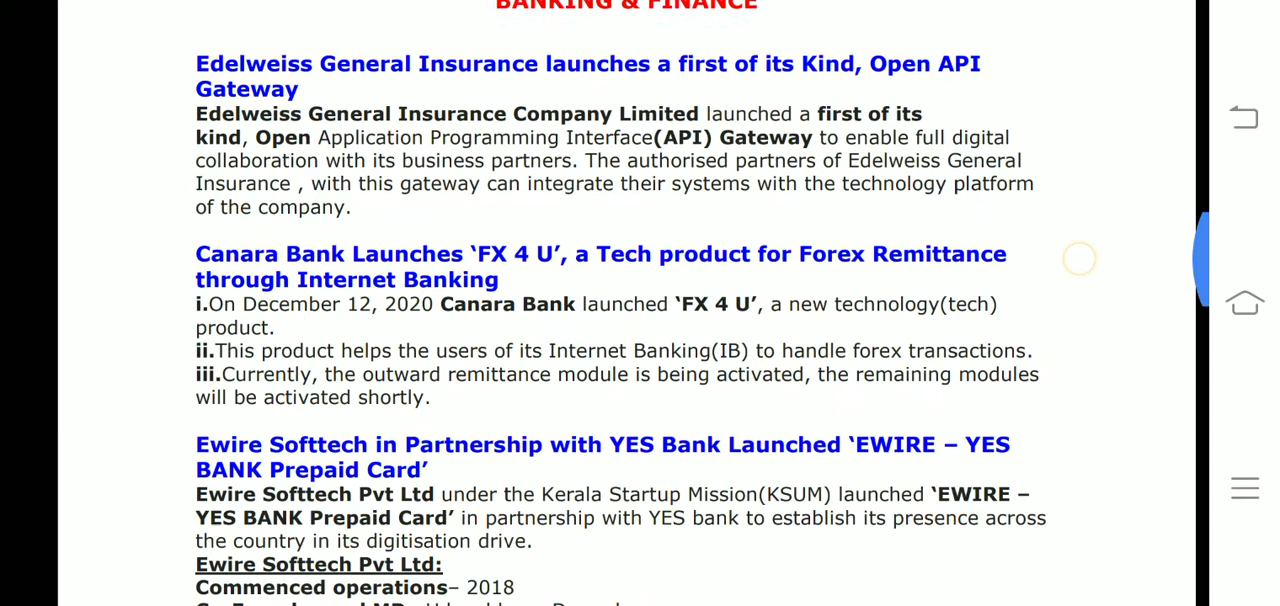 BANKING & FINANCE
Edelweiss General Insurance launches a first of its Kind, Open API
Gateway
Edelweiss General Insurance Company Limited launched a first of its
kind, Open Application Programming Interface(API) Gateway to enable full digital
collaboration with its business partners. The authorised partners of Edelweiss General
Insurance , with this gateway can integrate their systems with the technology platform
of the company.
Canara Bank Launches ‘FX 4 U’, a Tech product for Forex Remittance
through Internet Banking
i.On December 12, 2020 Canara Bank launched ‘FX 4 U’, a new technology(tech)
product.
ii.This product helps the users of its Internet Banking(IB) to handle forex transactions.
iii.Currently, the outward remittance module is being activated, the remaining modules
will be activated shortly.
Ewire Softtech in Partnership with YES Bank Launched ‘EWIRE – YES
BANK Prepaid Card’
Ewire Softtech Pvt Ltd under the Kerala Startup Mission(KSUM) launched ‘EWIRE –
YES BANK Prepaid Card’ in partnership with YES bank to establish its presence across
the country in its digitisation drive.
Ewire Softtech Pvt Ltd:
Commenced operations– 2018